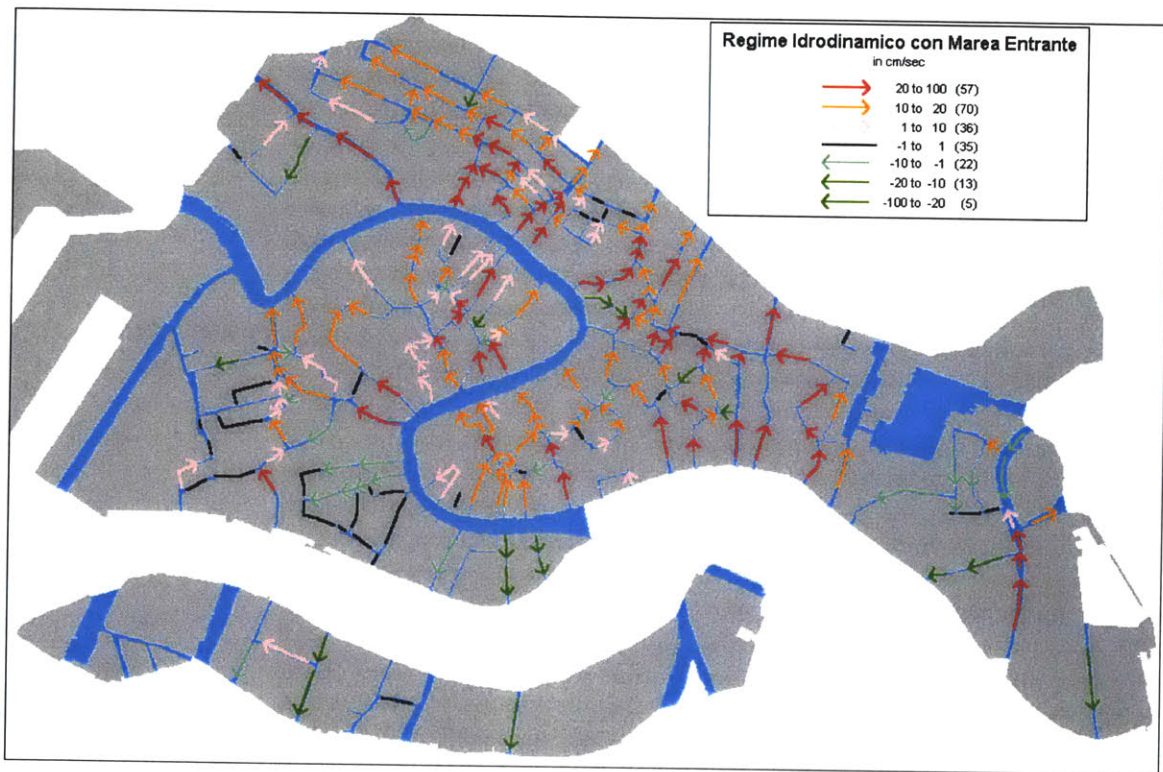 Regime Idrodinamico con Marea Entrante
in cm/sec
20 to 100 (57)
10 to 20 (70)
1 to 10 (36)
-1 to 1 (35)
-10 to -1 (22)
-20 to -10 (13)
-100 to -20 (5)